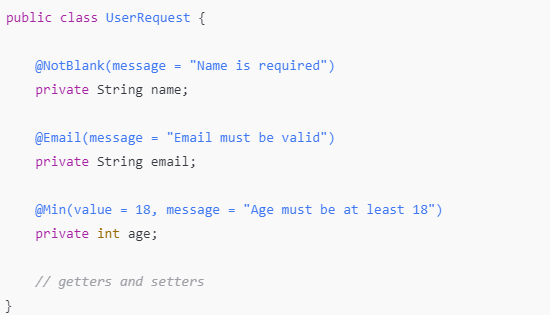 public class UserRequest {
@NotBlank(message = "Name is required")
private String name;
@Email(message = "Email must be valid")
private String email;
@Min(value = 18, message = "Age must be at least 18")
private int age;
// getters and setters
}